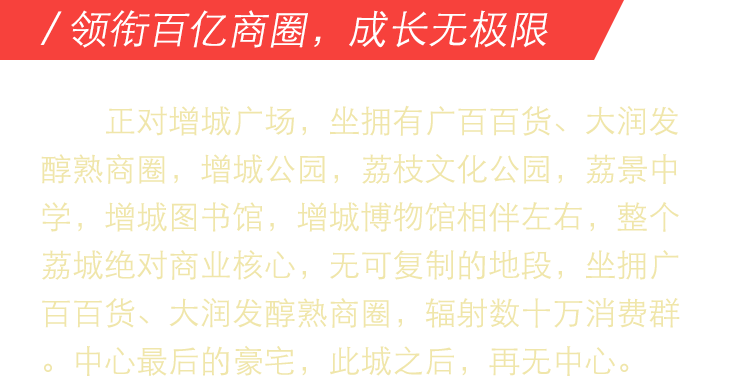 / 领衔百亿商圈，成长无极限
正对增城广场，坐拥有广百百货、大润发
醇熟商圈，增城公园，荔枝文化公园，荔景中
学，增城图书馆，增城博物馆相伴左右，整个
荔城绝对商业核心，无可复制的地段，坐拥广
百百货、大润发醇熟商圈，辐射数十万消费群
。中心最后的豪宅，此城之后，再无中心。